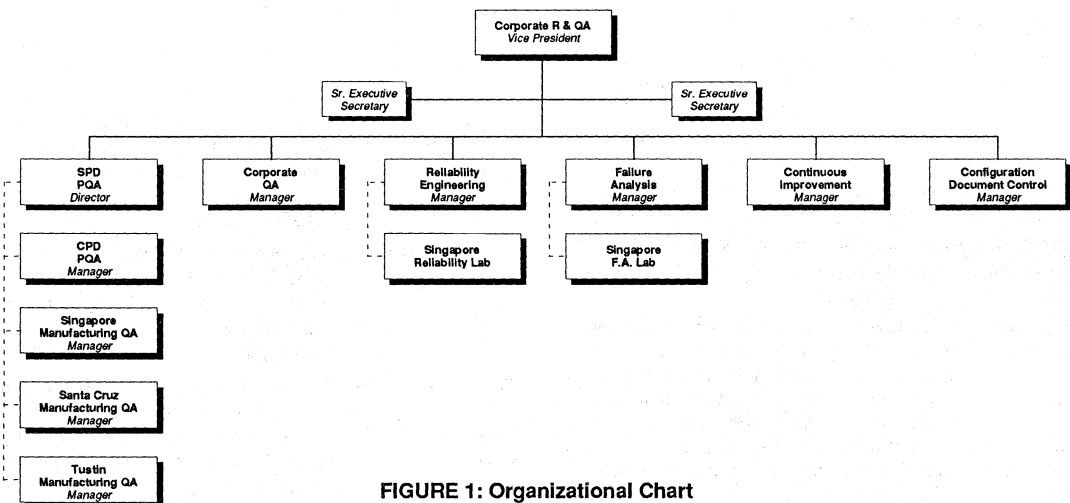 Corporate R & QA
Vice President
Sr. Executive
Secretary
Sr. Executive
Secretary
SPD
PQA
Director
Corporate
QA
Manager
Reliability
Engineering
Manager
Failure
Analysis
Manager
Continuous
Improvement
Manager
Configuration
Document Control
Manager
CPD
PQA
Manager
Singapore
Reliability Lab
Singapore
F.A. Lab
Singapore
Manufacturing QA
Manager
Santa Cruz
Manufacturing QA
Manager
Tustin
Manufacturing QA
Manager
FIGURE 1: Organizational Chart